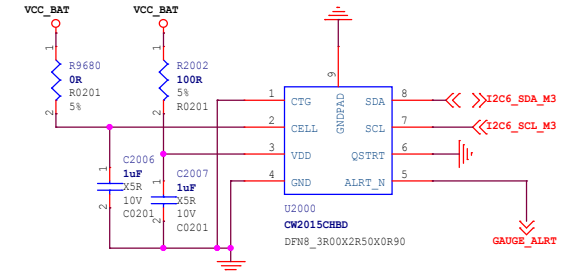 VCC_BAT VCC_BAT
1 R9680 0R R0201 5% 2
1 R2002 100R 5% R0201 2
9
1 CTG GNDPAD SDA 8 I2C6_SDA_M3
2 CELL SCL 7 I2C6_SCL_M3
3 VDD QSTRT 6
4 GND ALRT_N 5
C2006
1 1uF
X5R
2 10V
C0201
C2007
1 1uF
X5R
2 10V
C0201
U2000
CW2015CHBD
DFN8_3R00X2R50X0R90
GAUGE_ALRT